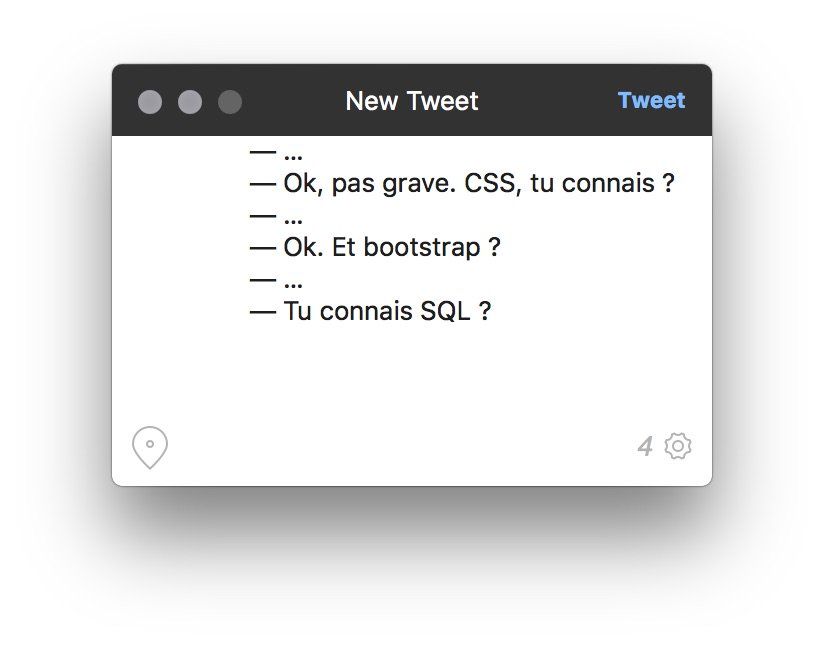 New Tweet
Tweet
— ...
— Ok, pas grave. CSS, tu connais ?
— ...
— Ok. Et bootstrap ?
— ...
— Tu connais SQL ?
4